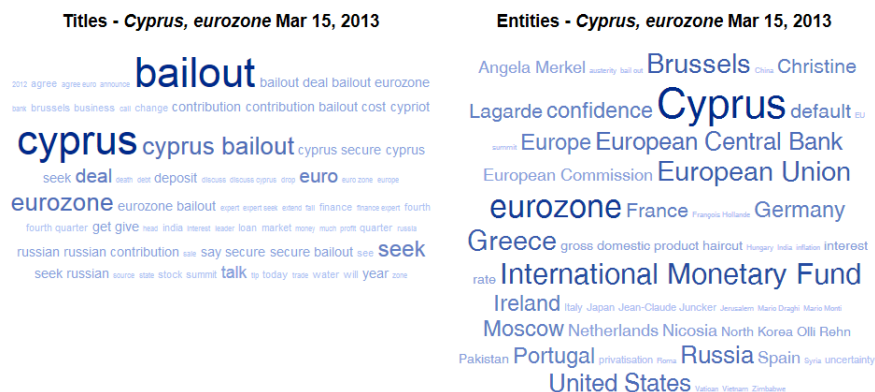 Titles - Cyprus, eurozone Mar 15, 2013
2012 agree agree euro announce bailout bailout deal bailout eurozone
bank brussels business call change contribution contribution bailout cost cypriot
cyprus cyprus bailout cyprus secure cyprus
seek deal death debt deposit discuss discuss cyprus drop euro euro zone europe
eurozone eurozone bailout expert expert seek extend fall finance finance expert fourth
fourth quarter get give head india interest leader loan market money much profit quarter russia
russian russian contribution sale say secure secure bailout see seek
seek russian source state stock summit talk tip today trade water will year zone
Entities - Cyprus, eurozone Mar 15, 2013
Angela Merkel austerity bail out Brussels China Christine
Lagarde confidence Cyprus default EU
summit Europe European Central Bank
European Commission European Union
eurozone France François Hollande Germany
Greece gross domestic product haircut Hungary India inflation interest
rate International Monetary Fund
Ireland Italy Japan Jean-Claude Juncker Jerusalem Mario Draghi Mario Monti
Moscow Netherlands Nicosia North Korea Olli Rehn
Pakistan Portugal privatisation Roma Russia Spain Syria uncertainty
United States Vatican Vietnam Zimbabwe